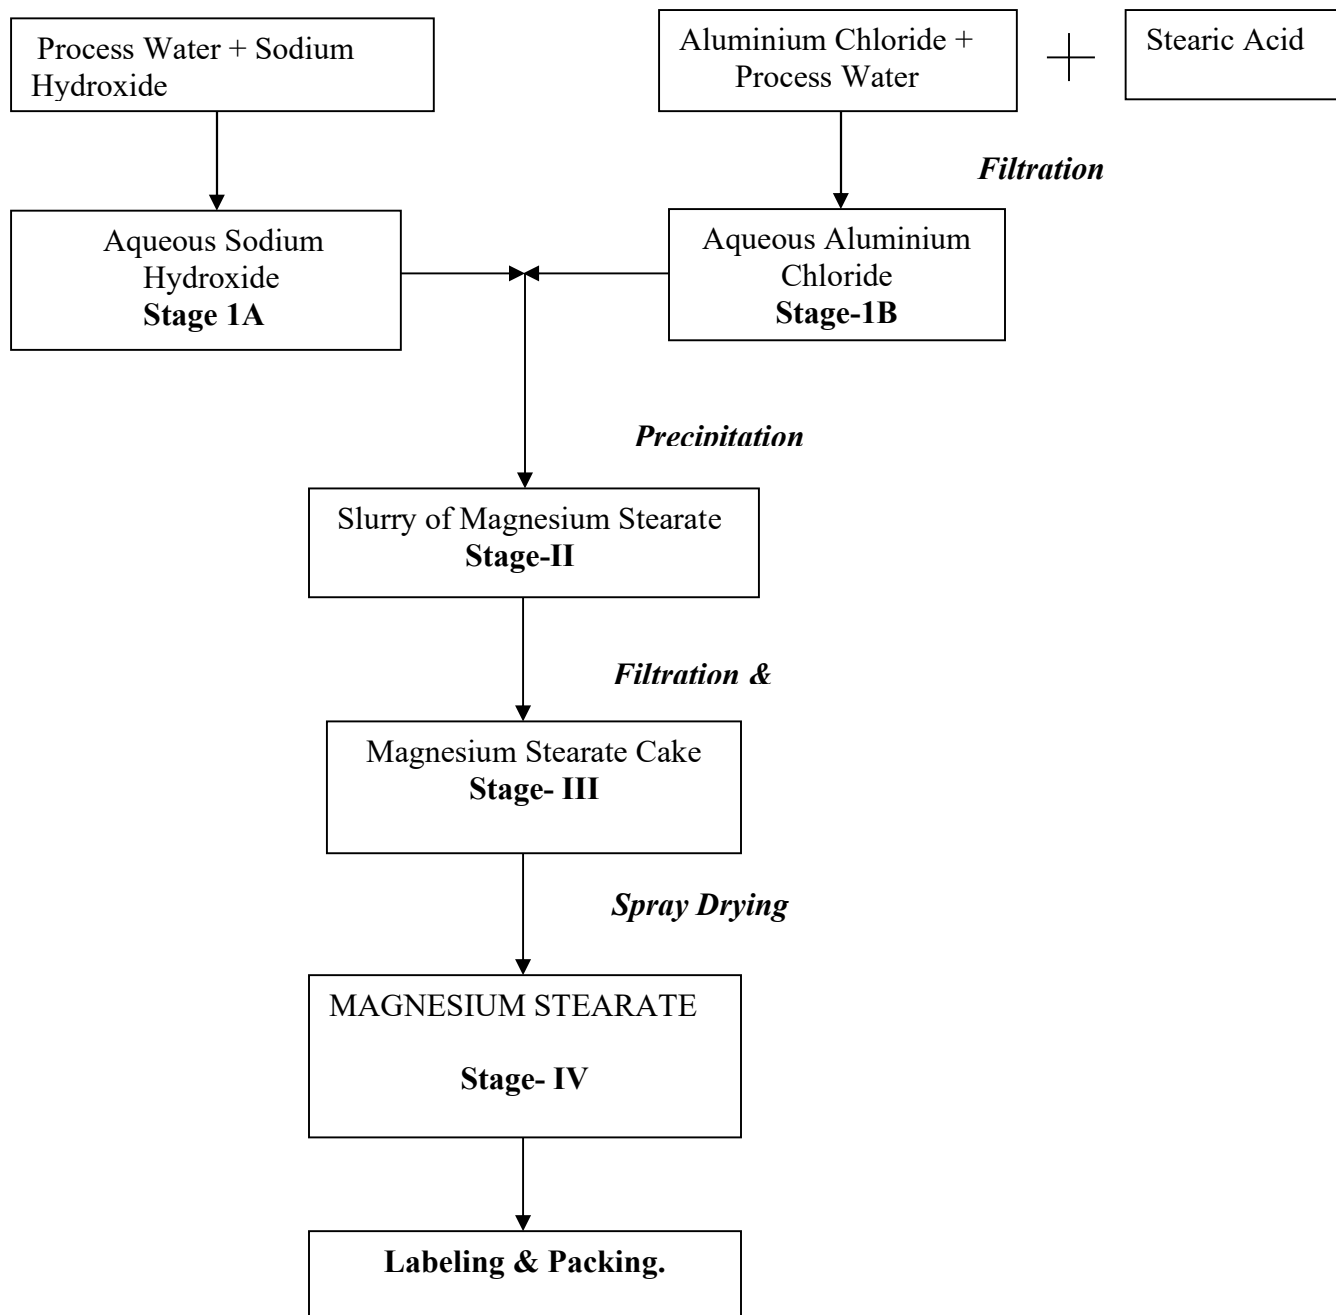 Process Water + Sodium
Hydroxide
Aluminium Chloride +
Process Water
Stearic Acid
Filtration
Aqueous Sodium
Hydroxide
Stage 1A
Aqueous Aluminium
Chloride
Stage-1B
Precipitation
Slurry of Magnesium Stearate
Stage-II
Filtration &
Magnesium Stearate Cake
Stage- III
Spray Drying
MAGNESIUM STEARATE
Stage- IV
Labeling & Packing.